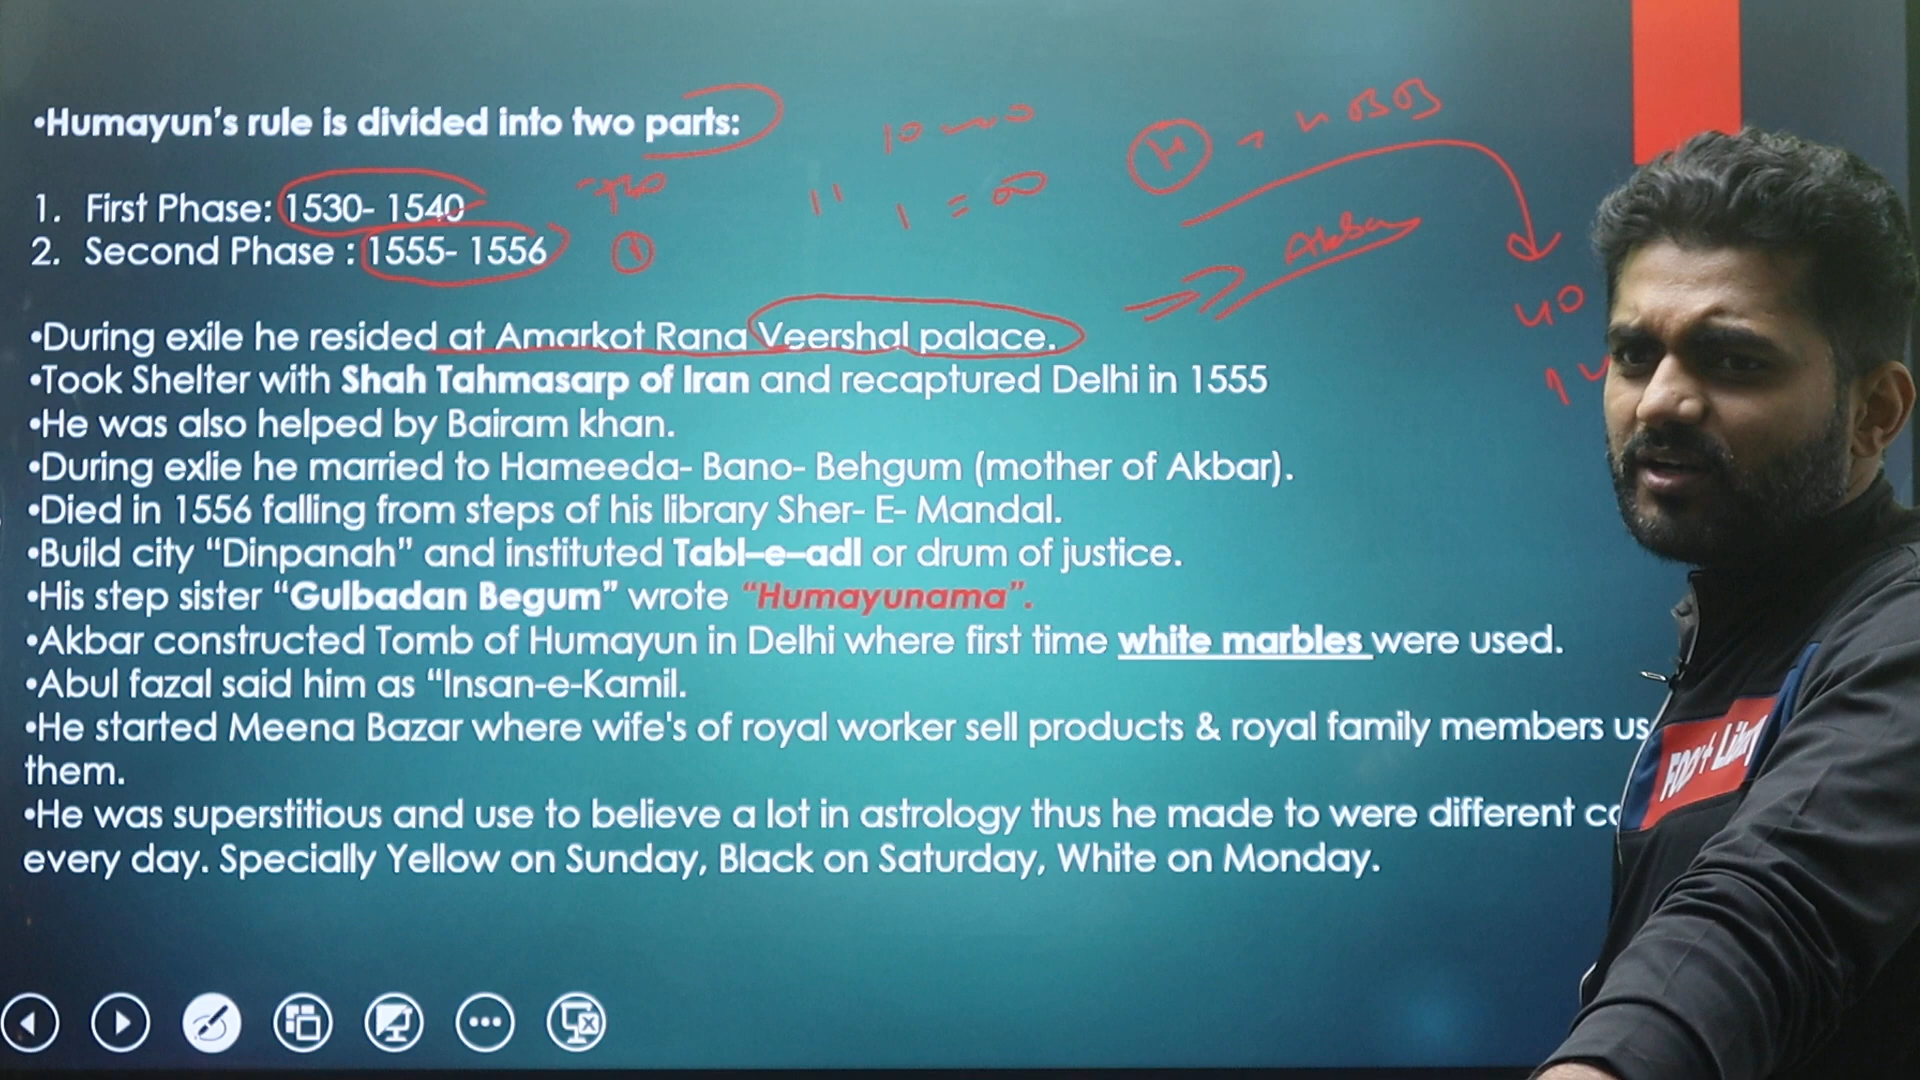 •Humayun's rule is divided into two parts:
1. First Phase: 1530- 1540
2. Second Phase : 1555- 1556
•During exile he resided at Amarkot Rana Veershal palace.
•Took Shelter with Shah Tahmasarp of Iran and recaptured Delhi in 1555
•He was also helped by Bairam khan.
•During exlie he married to Hameeda- Bano- Behgum (mother of Akbar).
•Died in 1556 falling from steps of his library Sher- E- Mandal.
•Build city “Dinpanah” and instituted Tabl–e–adl or drum of justice.
•His step sister “Gulbadan Begum” wrote “Humayunama”.
•Akbar constructed Tomb of Humayun in Delhi where first time white marbles were used.
•Abul fazal said him as “Insan-e-Kamil.
•He started Meena Bazar where wife's of royal worker sell products & royal family members us
them.
•He was superstitious and use to believe a lot in astrology thus he made to were different co
every day. Specially Yellow on Sunday, Black on Saturday, White on Monday.
10
1 = ∞
1
H
Akbar
40